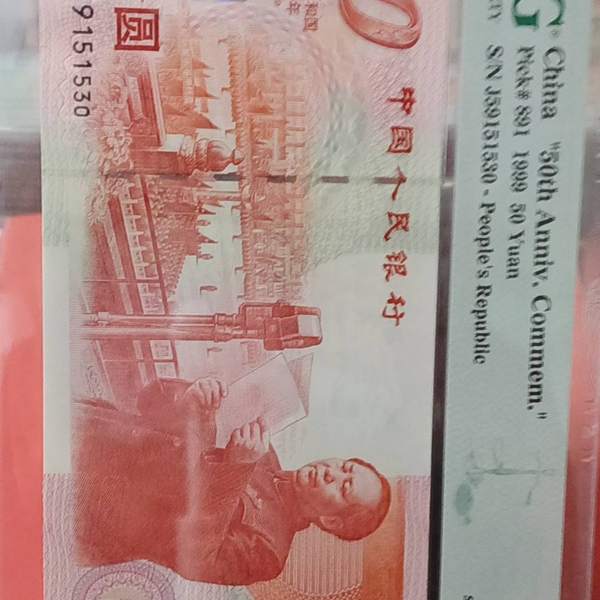 G
China "50th Anniv. Commem."
Pick# 891 1999 50 Yuan
S/N J59151530 - People's Republic
中国人民银行
圆
9151530